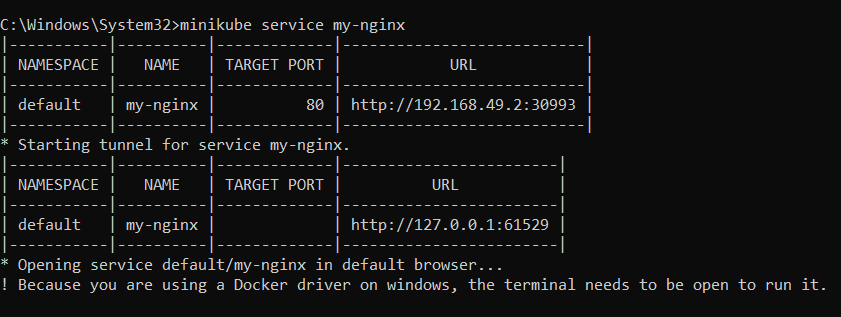 C:\Windows\System32>minikube service my-nginx
|-----------|----------|-------------|---------------------------|
| NAMESPACE |   NAME   | TARGET PORT |            URL            |
|-----------|----------|-------------|---------------------------|
| default   | my-nginx |          80 | http://192.168.49.2:30993 |
|-----------|----------|-------------|---------------------------|
* Starting tunnel for service my-nginx.
|-----------|----------|-------------|------------------------|
| NAMESPACE |   NAME   | TARGET PORT |          URL           |
|-----------|----------|-------------|------------------------|
| default   | my-nginx |             | http://127.0.0.1:61529 |
|-----------|----------|-------------|------------------------|
* Opening service default/my-nginx in default browser...
! Because you are using a Docker driver on windows, the terminal needs to be open to run it.